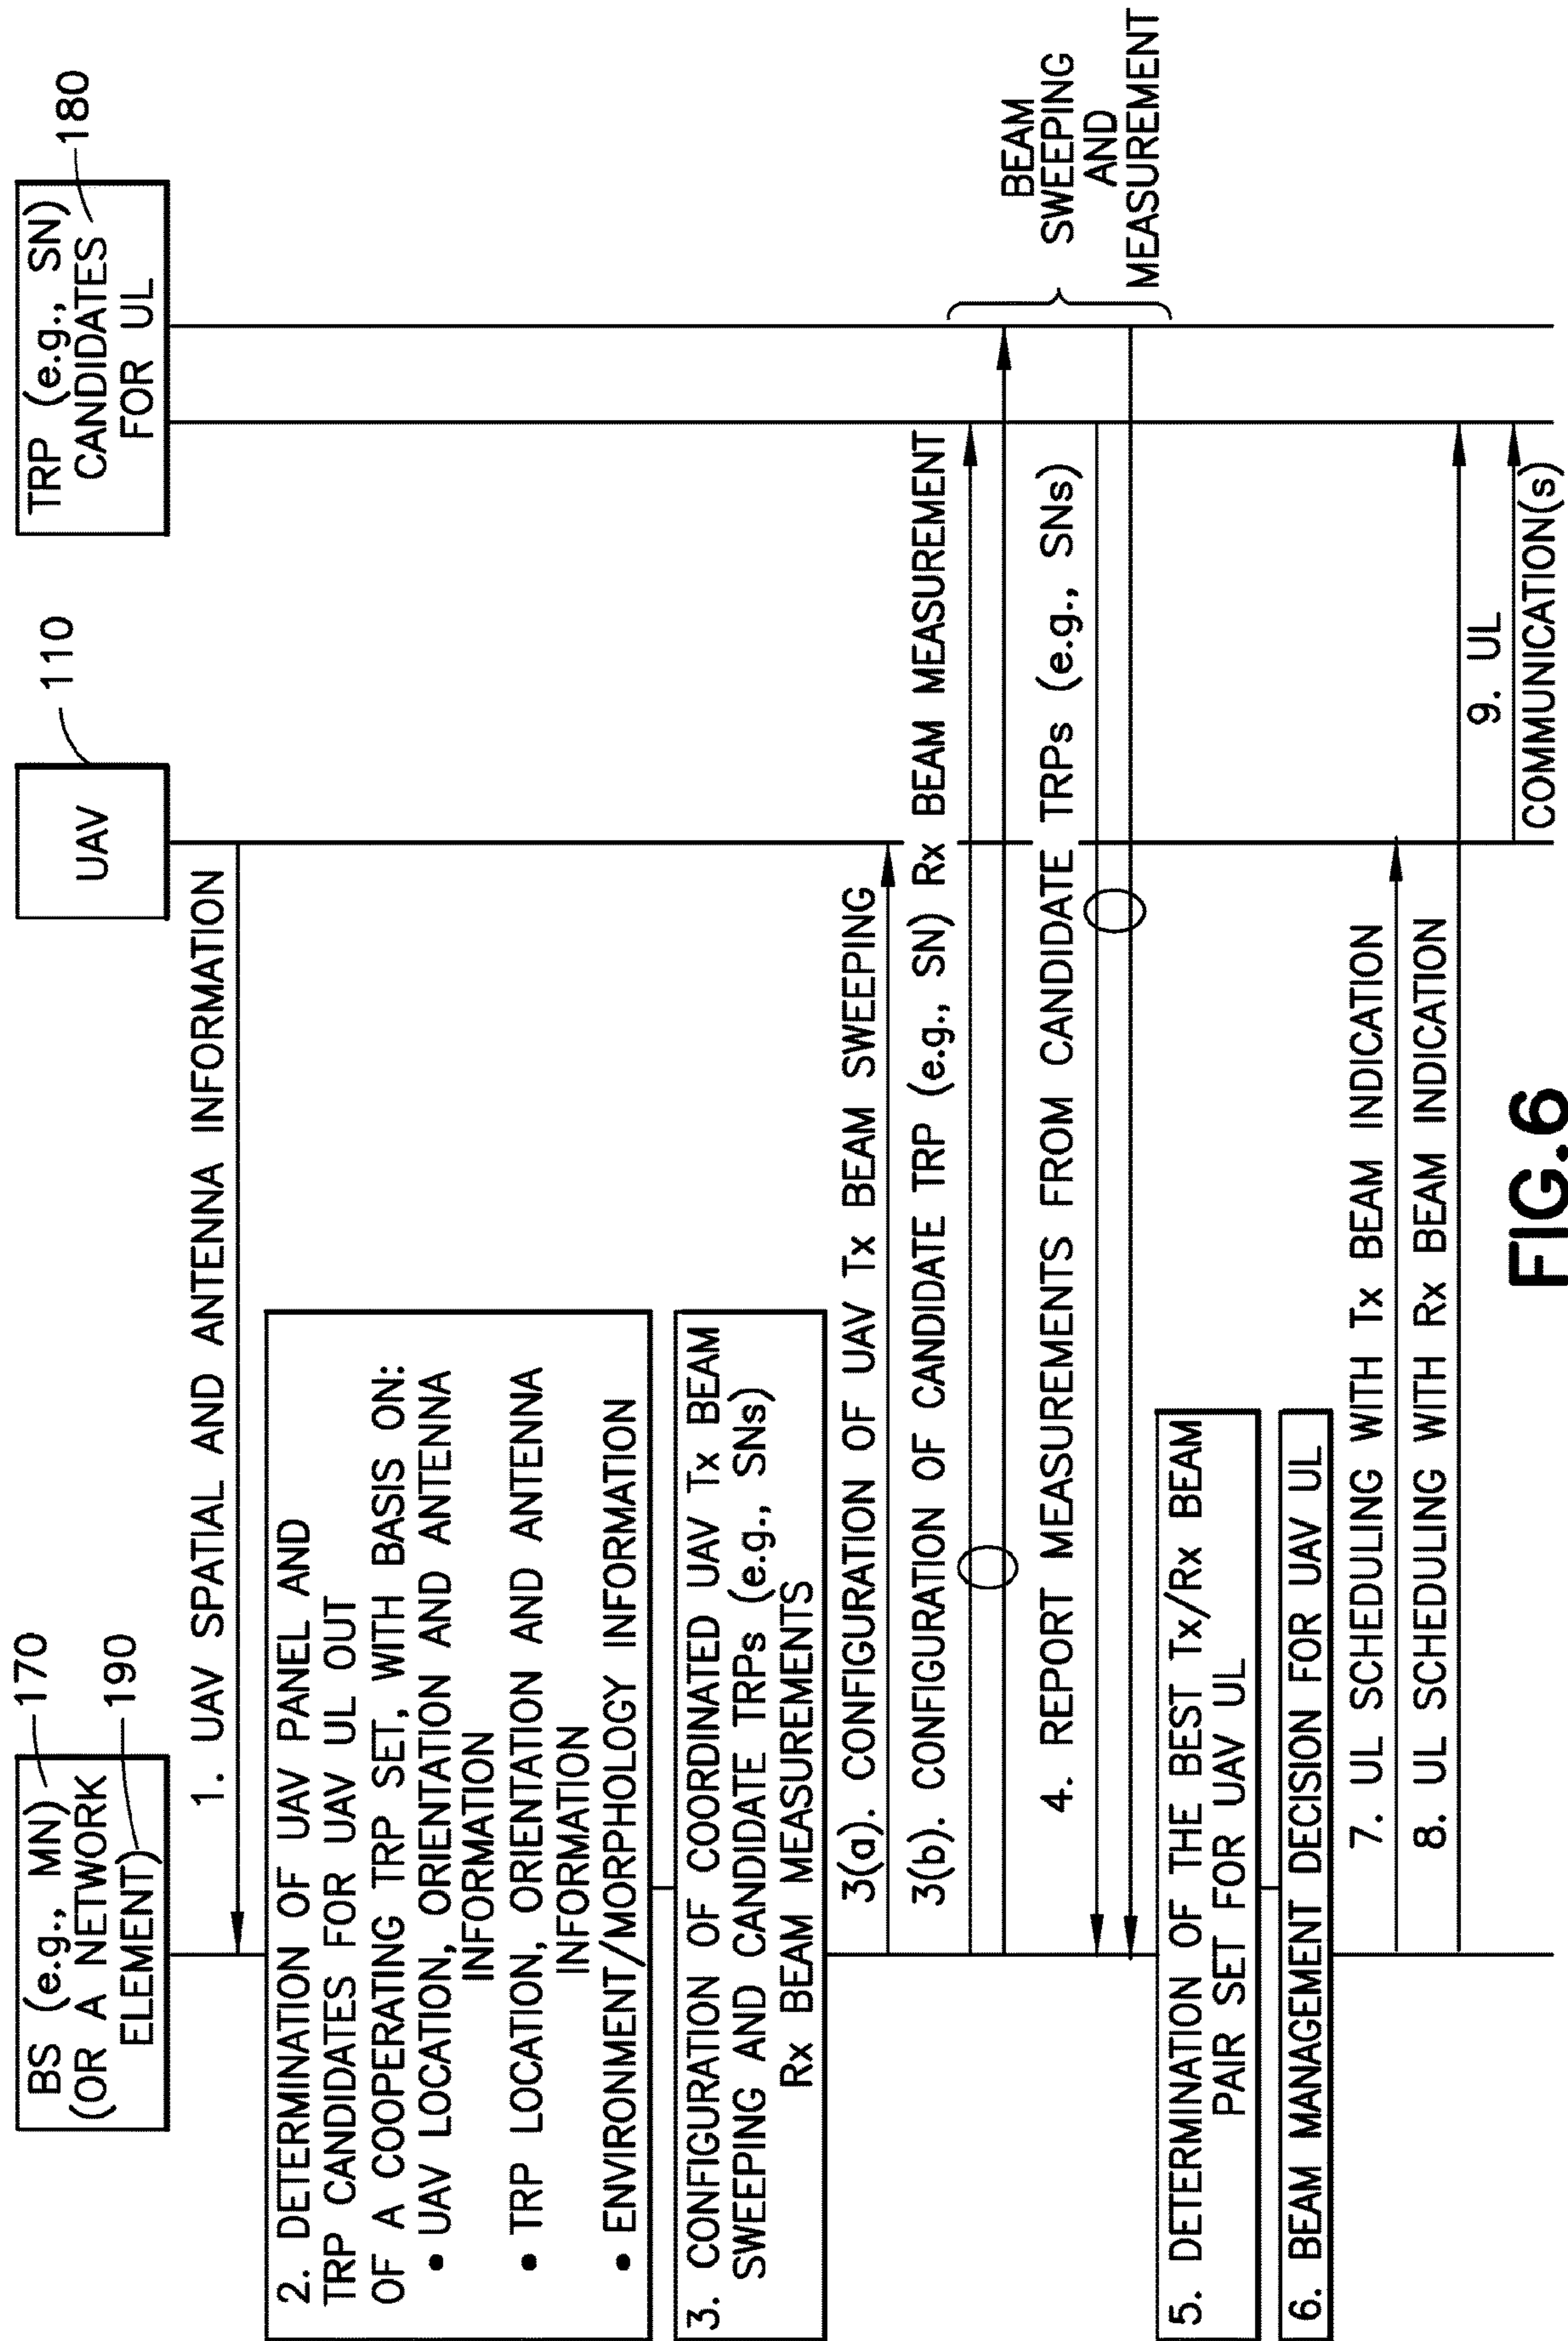 BS (e.g., MN)
(OR A NETWORK
ELEMENT)
170
190
UAV
110
TRP (e.g., SN)
CANDIDATES
FOR UL
180
1. UAV SPATIAL AND ANTENNA INFORMATION
2. DETERMINATION OF UAV PANEL AND
TRP CANDIDATES FOR UAV UL OUT
OF A COOPERATING TRP SET, WITH BASIS ON:
• UAV LOCATION, ORIENTATION AND ANTENNA
INFORMATION
• TRP LOCATION, ORIENTATION AND ANTENNA
INFORMATION
• ENVIRONMENT/MORPHOLOGY INFORMATION
3. CONFIGURATION OF COORDINATED UAV Tx BEAM
SWEEPING AND CANDIDATE TRPs (e.g., SNs)
Rx BEAM MEASUREMENTS
3(a). CONFIGURATION OF UAV Tx BEAM SWEEPING
3(b). CONFIGURATION OF CANDIDATE TRP (e.g., SN) Rx BEAM MEASUREMENT
BEAM
SWEEPING
AND
MEASUREMENT
4. REPORT MEASUREMENTS FROM CANDIDATE TRPs (e.g., SNs)
5. DETERMINATION OF THE BEST Tx/Rx BEAM
PAIR SET FOR UAV UL
6. BEAM MANAGEMENT DECISION FOR UAV UL
7. UL SCHEDULING WITH Tx BEAM INDICATION
8. UL SCHEDULING WITH Rx BEAM INDICATION
9. UL
COMMUNICATION(s)
FIG.6